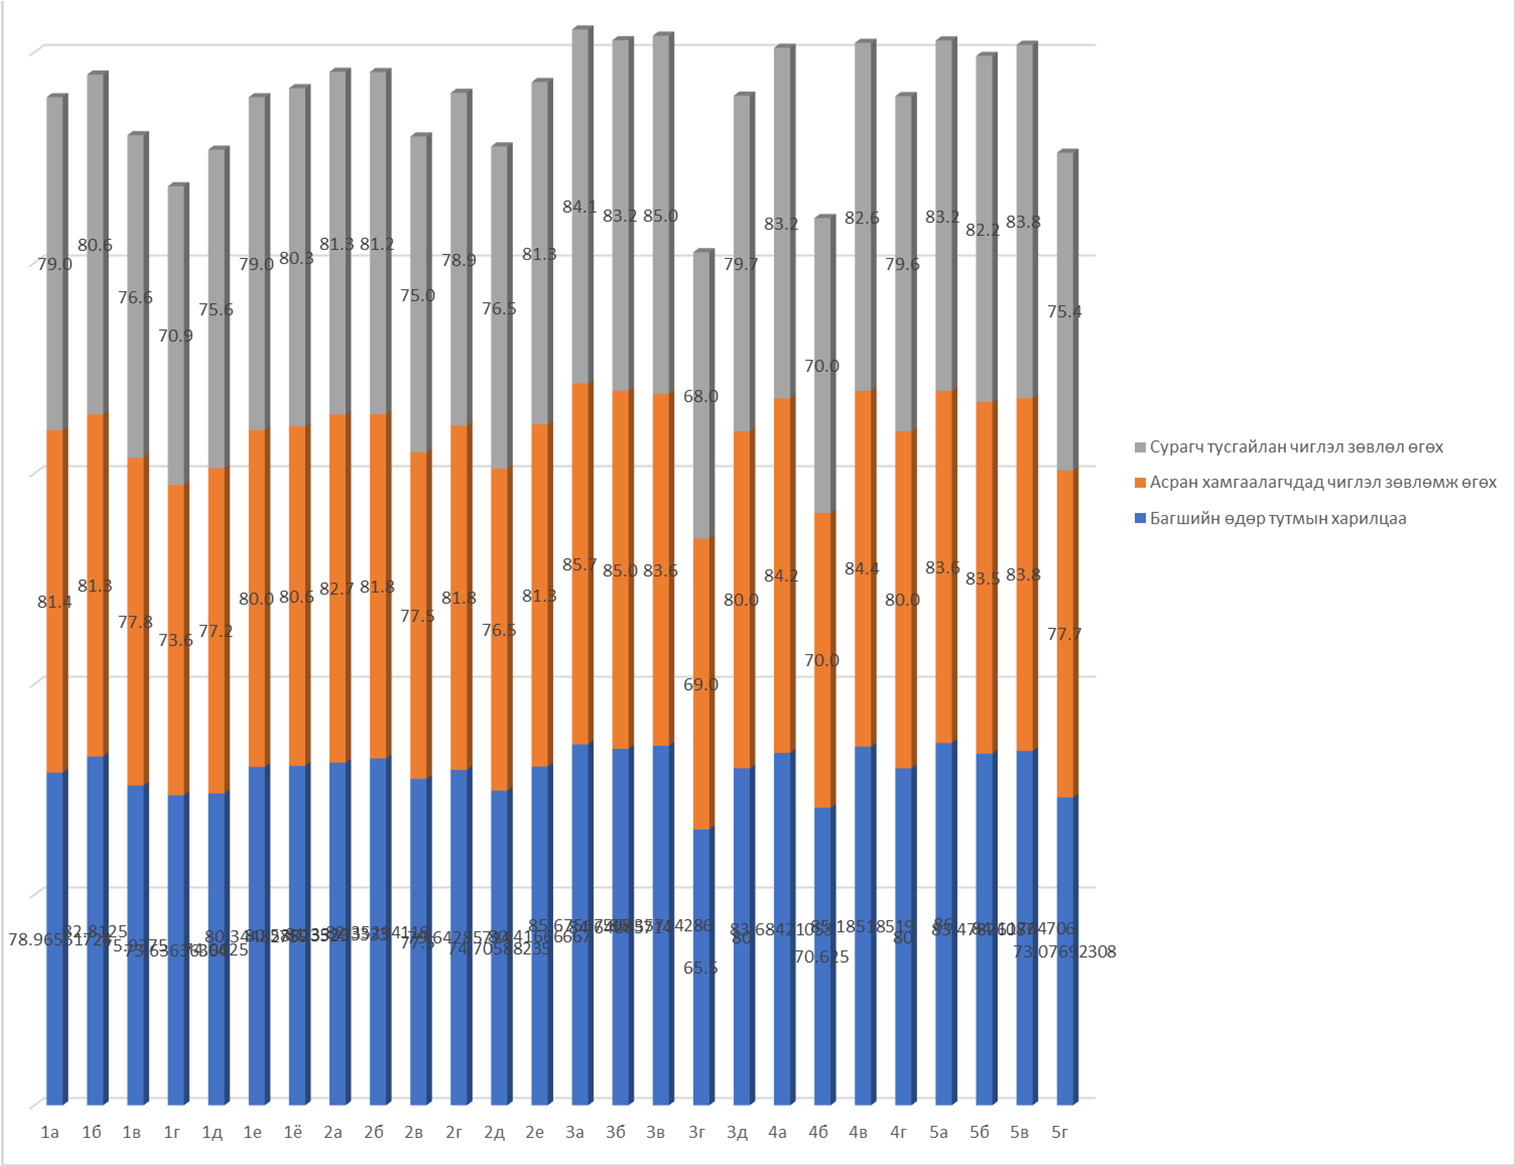 79.0 80.6 76.6 70.9 75.6 79.0 80.3 81.3 81.2 75.0 78.9 76.5 81.3 84.1 83.2 85.0 68.0 79.7 83.2 70.0 82.6 79.6 83.2 82.2 83.8 75.4
81.4 81.3 77.8 73.6 77.2 80.0 80.6 82.7 81.8 77.5 81.8 76.5 81.3 85.7 85.0 83.6 69.0 80.0 84.2 70.0 84.4 80.0 83.6 83.5 83.8 77.7
82.8125 65.5 80 70.625 80 86 73.07692308
1а 1б 1в 1г 1д 1е 1ё 2а 2б 2в 2г 2д 2е 3а 3б 3в 3г 3д 4а 4б 4в 4г 5а 5б 5в 5г
Сурагч тусгайлан чиглэл зөвлөл өгөх
Асран хамгаалагчдад чиглэл зөвлөмж өгөх
Багшийн өдөр тутмын харилцаа